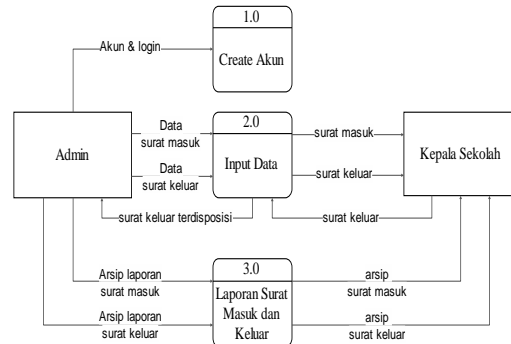 1.0
Create Akun
Akun & login
Admin
Data
surat masuk
Data
surat keluar
2.0
Input Data
surat masuk
surat keluar
Kepala Sekolah
surat keluar terdisposisi
surat keluar
Arsip laporan
surat masuk
Arsip laporan
surat keluar
3.0
Laporan Surat
Masuk dan
Keluar
arsip
surat masuk
arsip
surat keluar